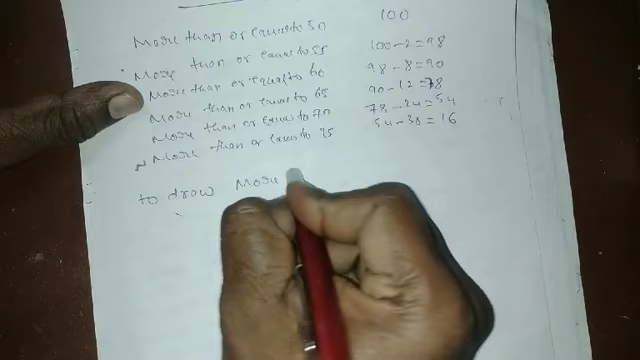 More than or equal to 50 100
More than or equal to 55 100-2=98
More than or equal to 60 98-8=90
More than or equal to 65 90-12=78
More than or equal to 70 78-24=54
More than or equal to 75 54-38=16
to draw More